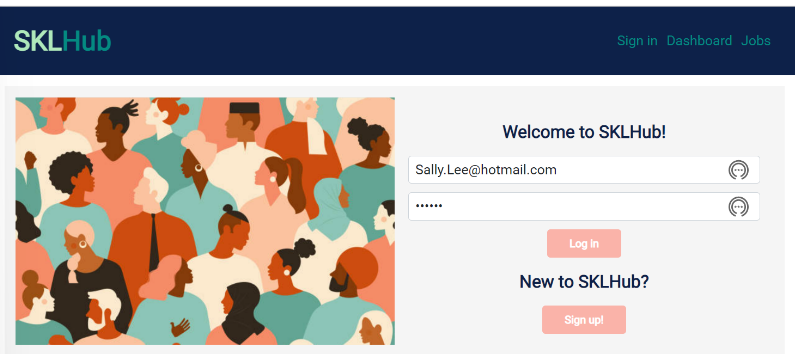 SKLHub
Sign in Dashboard Jobs
Welcome to SKLHub!
Sally.Lee@hotmail.com
••••••
Log in
New to SKLHub?
Sign up!